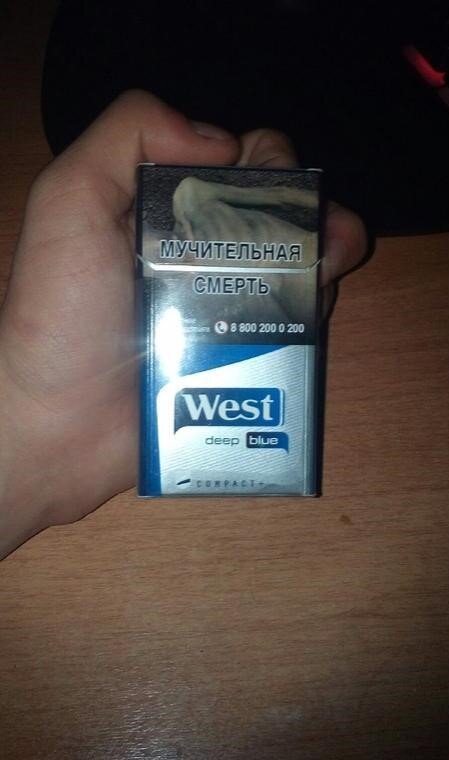 МУЧИТЕЛЬНАЯ
СМЕРТЬ
8 800 200 0 200
West
deep blue
COMPACT+